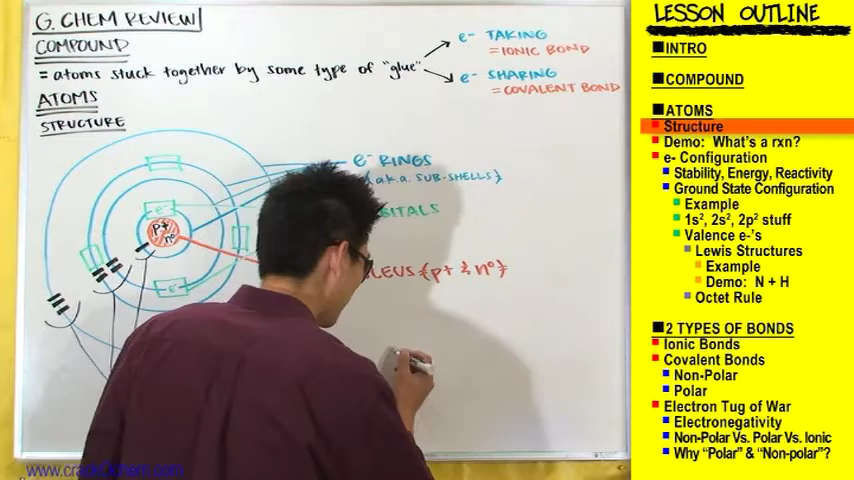 G. CHEM REVIEW
COMPOUND
= atoms stuck together by some type of "glue"
e- TAKING
= IONIC BOND
e- SHARING
= COVALENT BOND
ATOMS
STRUCTURE
e- RINGS
(a.k.a. SUB-SHELLS)
e-
p+
n°
e-
{p+ & n°}
www.crackOchem.com
LESSON OUTLINE
INTRO
COMPOUND
ATOMS
Structure
Demo: What's a rxn?
e- Configuration
Stability, Energy, Reactivity
Ground State Configuration
Example
1s², 2s², 2p² stuff
Valence e-'s
Lewis Structures
Example
Demo: N + H
Octet Rule
2 TYPES OF BONDS
Ionic Bonds
Covalent Bonds
Non-Polar
Polar
Electron Tug of War
Electronegativity
Non-Polar Vs. Polar Vs. Ionic
Why "Polar" & "Non-polar"?